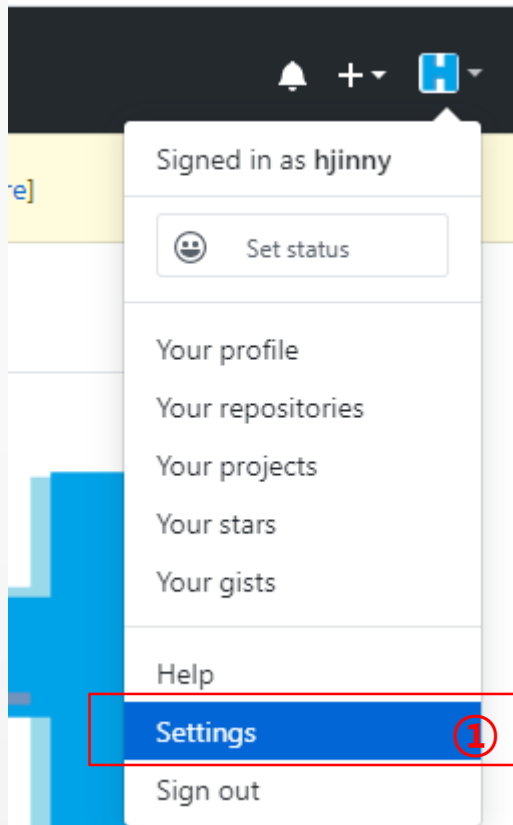 Signed in as hjinny
re]
Set status
Your profile
Your repositories
Your projects
Your stars
Your gists
Help
Settings ①
Sign out